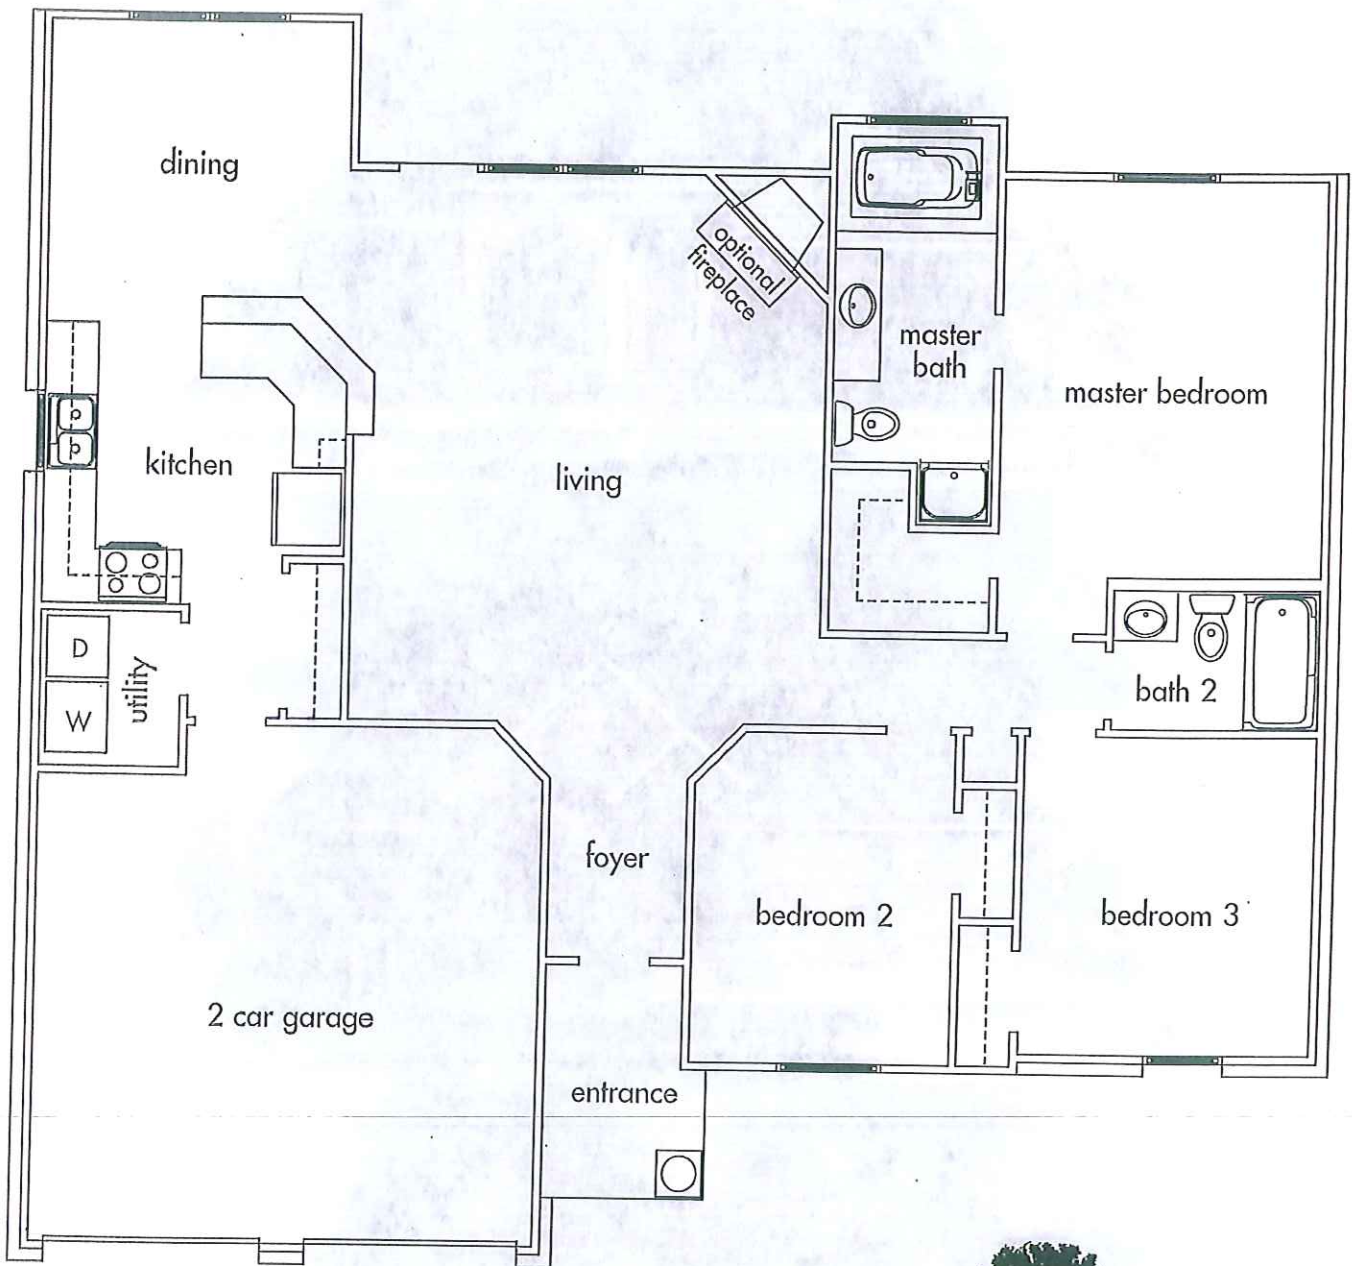 dining
optional
fireplace
master
bath
master bedroom
kitchen
living
D
utility
W
bath 2
foyer
bedroom 2
bedroom 3
2 car garage
entrance